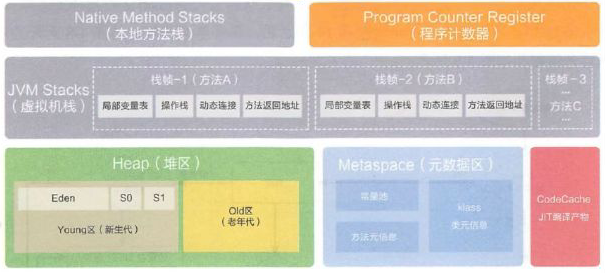 Native Method Stacks
(本地方法栈)
Program Counter Register
(程序计数器)
JVM Stacks
(虚拟机栈)
栈帧-1(方法A)
局部变量表 操作栈 动态连接 方法返回地址
栈帧-2(方法B)
局部变量表 操作栈 动态连接 方法返回地址
栈帧-3
...
方法C
...
Heap(堆区)
Eden S0 S1
Young区(新生代)
Old区
(老年代)
Metaspace(元数据区)
常量池
方法元信息
klass
类元信息
CodeCache
JIT编译产物